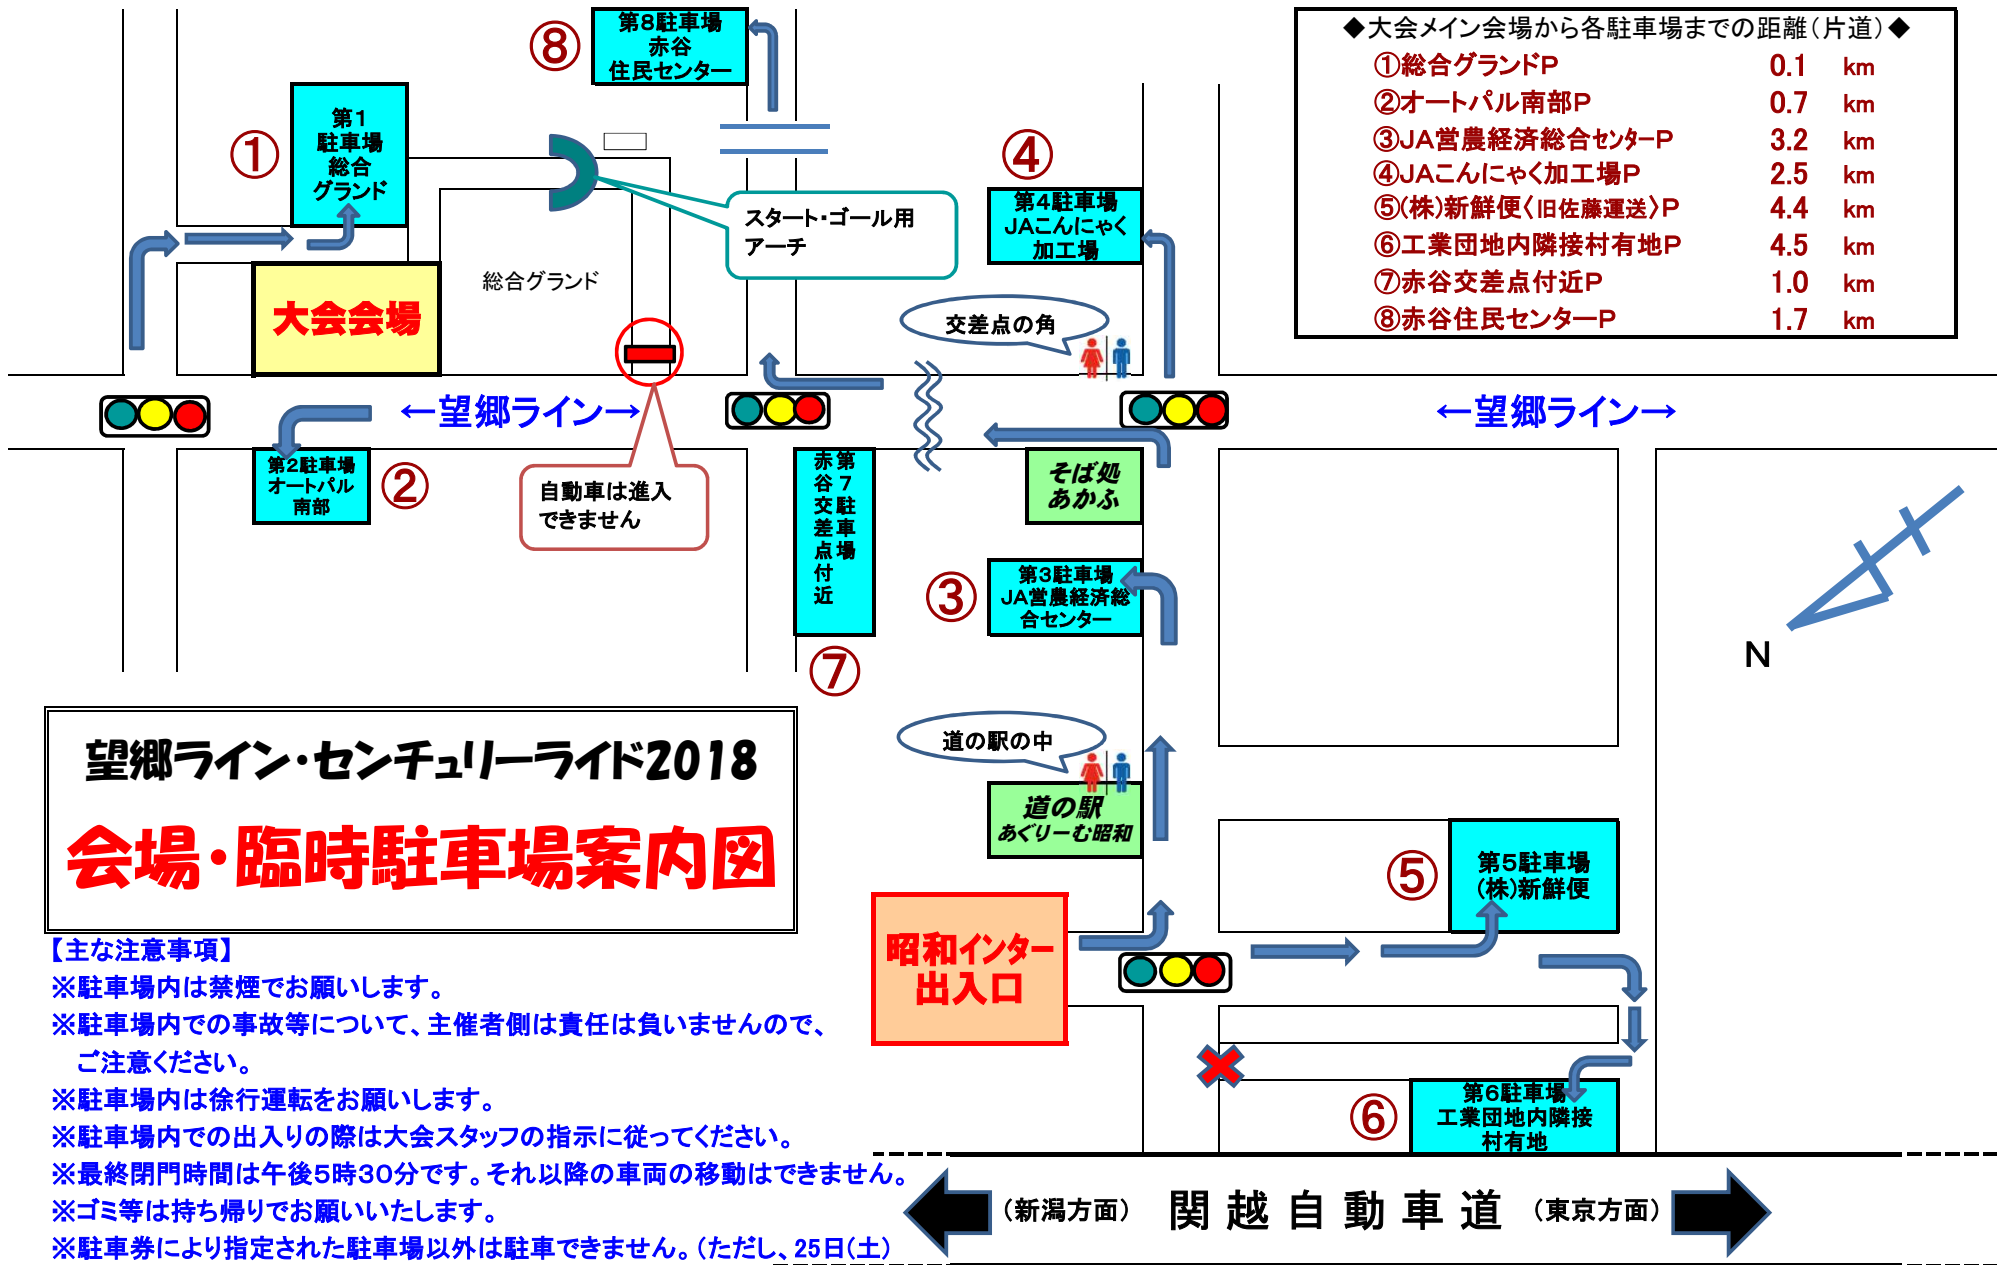 第8駐車場
赤谷
住民センター
⑧
◆大会メイン会場から各駐車場までの距離(片道)◆
①総合グランドP 0.1 km
②オートパル南部P 0.7 km
③JA営農経済総合センターP 3.2 km
④JAこんにゃく加工場P 2.5 km
⑤(株)新鮮便〈旧佐藤運送〉P 4.4 km
⑥工業団地内隣接村有地P 4.5 km
⑦赤谷交差点付近P 1.0 km
⑧赤谷住民センターP 1.7 km
①
第1
駐車場
総合
グランド
④
第4駐車場
JAこんにゃく
加工場
スタート・ゴール用
アーチ
総合グランド
大会会場
交差点の角
←望郷ライン→
←望郷ライン→
第2駐車場
オートパル
南部
②
自動車は進入
できません
第7駐車場
赤谷交差点付近
⑦
そば処
あかふ
③
第3駐車場
JA営農経済総
合センター
N
望郷ライン・センチュリーライド2018
会場・臨時駐車場案内図
道の駅の中
道の駅
あぐりーむ昭和
⑤
第5駐車場
(株)新鮮便
昭和インター
出入口
⑥
第6駐車場
工業団地内隣接
村有地
【主な注意事項】
※駐車場内は禁煙でお願いします。
※駐車場内での事故等について、主催者側は責任は負いませんので、
ご注意ください。
※駐車場内は徐行運転をお願いします。
※駐車場内での出入りの際は大会スタッフの指示に従ってください。
※最終閉門時間は午後5時30分です。それ以降の車両の移動はできません。
※ゴミ等は持ち帰りでお願いいたします。
※駐車券により指定された駐車場以外は駐車できません。(ただし、25日(土)
(新潟方面) 関越自動車道 (東京方面)